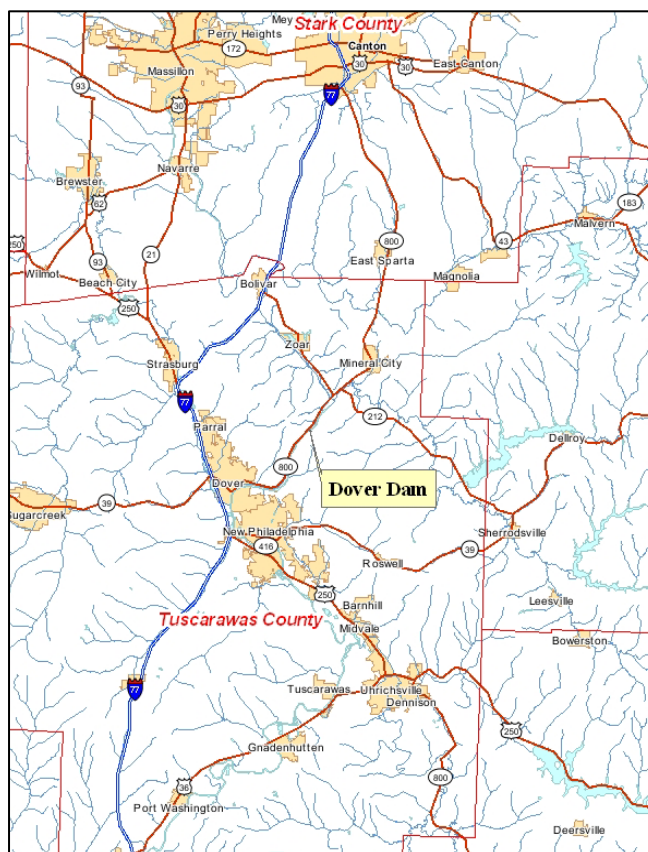 Stark County
Mey
Perry Heights
172
Canton
Massillon
30
30
East Canton
93
30
77
Navarre
Brewster
62
183
Malvern
250
800
43
21
East Sparta
Wilmot
93
Beach City
Magnolia
Bolivar
250
Zoar
Strasburg
Mineral City
77
212
Parral
Dellroy
800
Dover
Dover Dam
39
Sugarcreek
New Philadelphia
416
Sherrodsville
39
Roswell
250
Leesville
Barnhill
Tuscarawas County
Midvale
Bowerston
77
Tuscarawas
Uhrichsville
Dennison
250
Gnadenhutten
36
800
Port Washington
Deersville